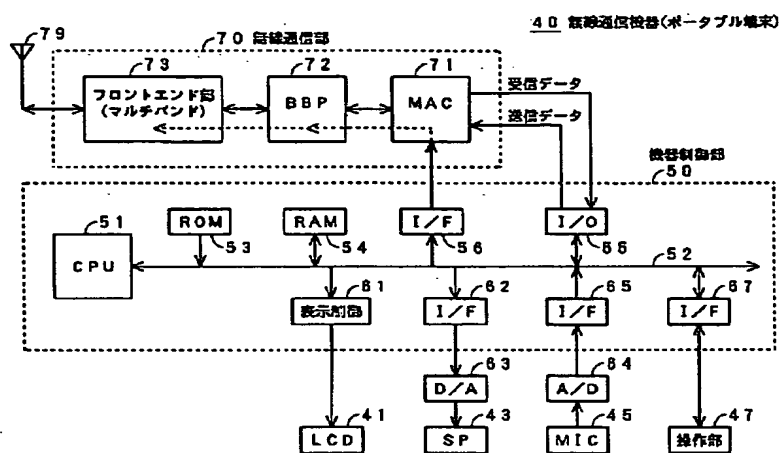 79
70 無線通信部
40 無線通信機器(ポータブル端末)
73
72
71
フロントエンド部
(マルチバンド)
BBP
MAC
受信データ
送信データ
機器制御部
50
51
CPU
ROM
53
RAM
54
I/F
56
I/O
55
52
61
表示制御
62
I/F
65
I/F
67
I/F
63
D/A
64
A/D
41
LCD
43
SP
45
MIC
47
操作部